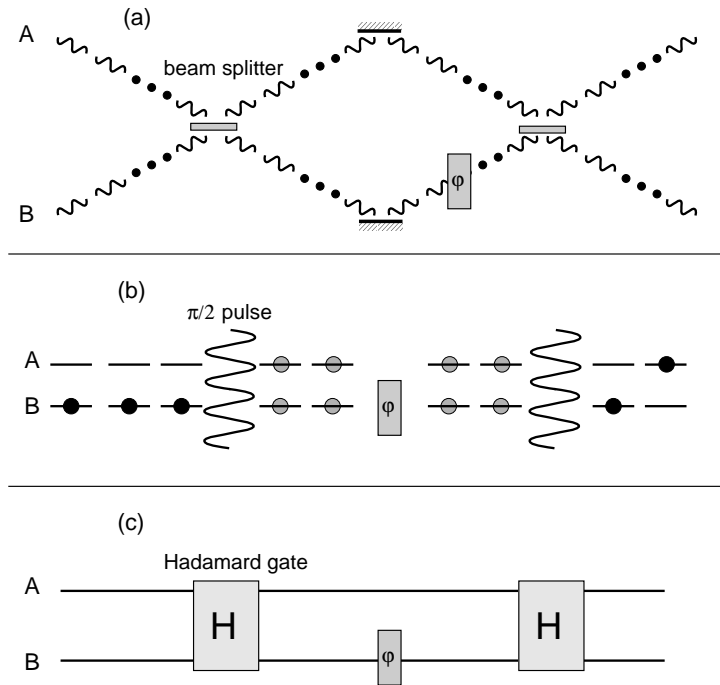 (a)
A
beam splitter
φ
B
(b)
π/2 pulse
A
B
φ
(c)
Hadamard gate
A
H
H
B
φ